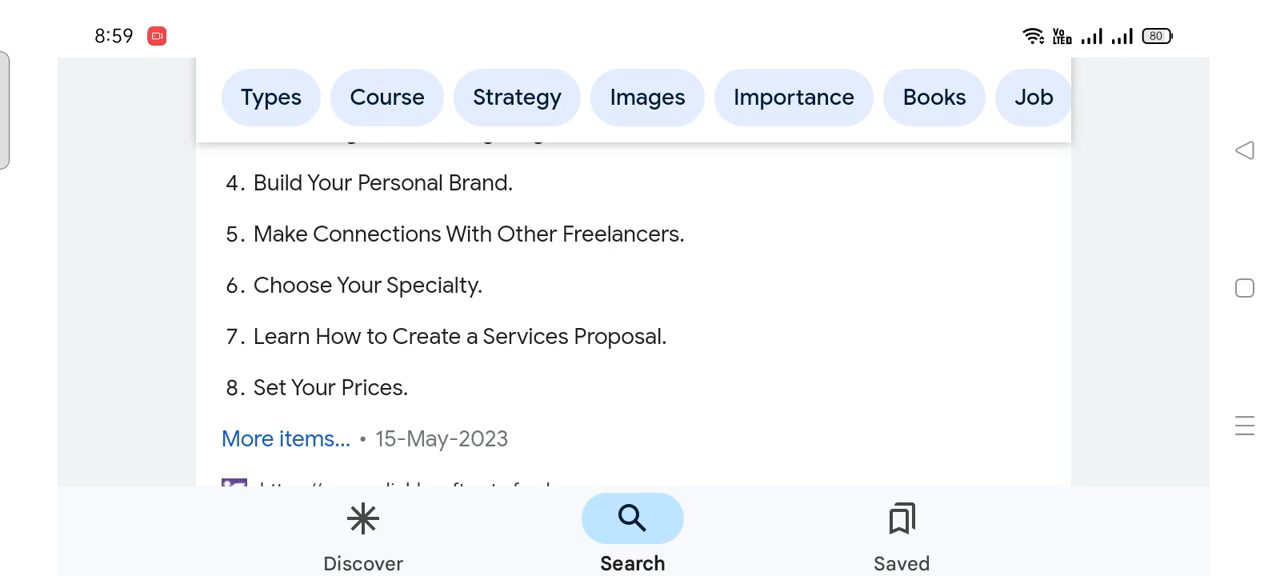 8:59
Vo LTED
80
Types Course Strategy Images Importance Books Job
4. Build Your Personal Brand.
5. Make Connections With Other Freelancers.
6. Choose Your Specialty.
7. Learn How to Create a Services Proposal.
8. Set Your Prices.
More items... • 15-May-2023
Discover Search Saved